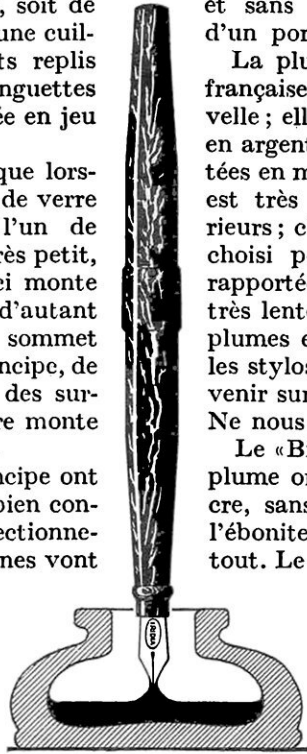 , soit de
une cuil-
ts replis
nguettes
ée en jeu
que lors-
de verre
l'un de
rès petit,
ci monte
d'autant
sommet
ncipe, de
des sur-
re monte
ncipe ont
bien con-
ectionne-
nes vont
et sans
d'un por
La plu
française
velle ; elle
en argent
tées en m
est très
rieurs ; c
choisi p
rapporté
très lent
plumes e
les stylos
venir sur
Ne nous
Le «B
plume or
cre, sans
l'ébonite
tout. Le